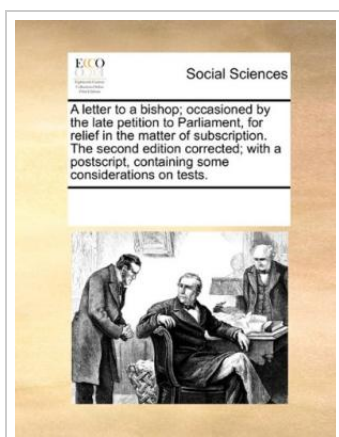 ECCO
Social Sciences
A letter to a bishop; occasioned by
the late petition to Parliament, for
relief in the matter of subscription.
The second edition corrected; with a
postscript, containing some
considerations on tests.